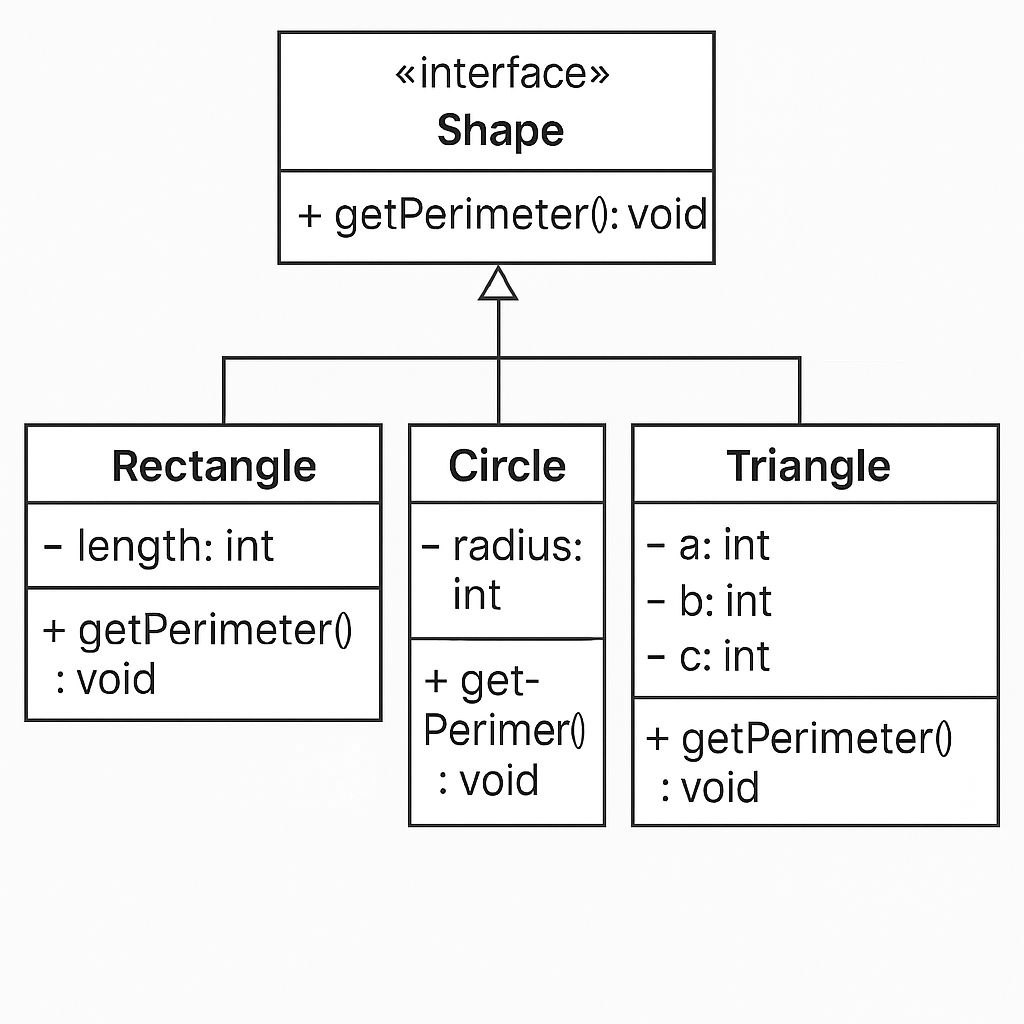 «interface»
Shape
+ getPerimeter(): void
Rectangle
- length: int
+ getPerimeter()
: void
Circle
- radius:
int
+ get-
Perimer()
: void
Triangle
- a: int
- b: int
- c: int
+ getPerimeter()
: void